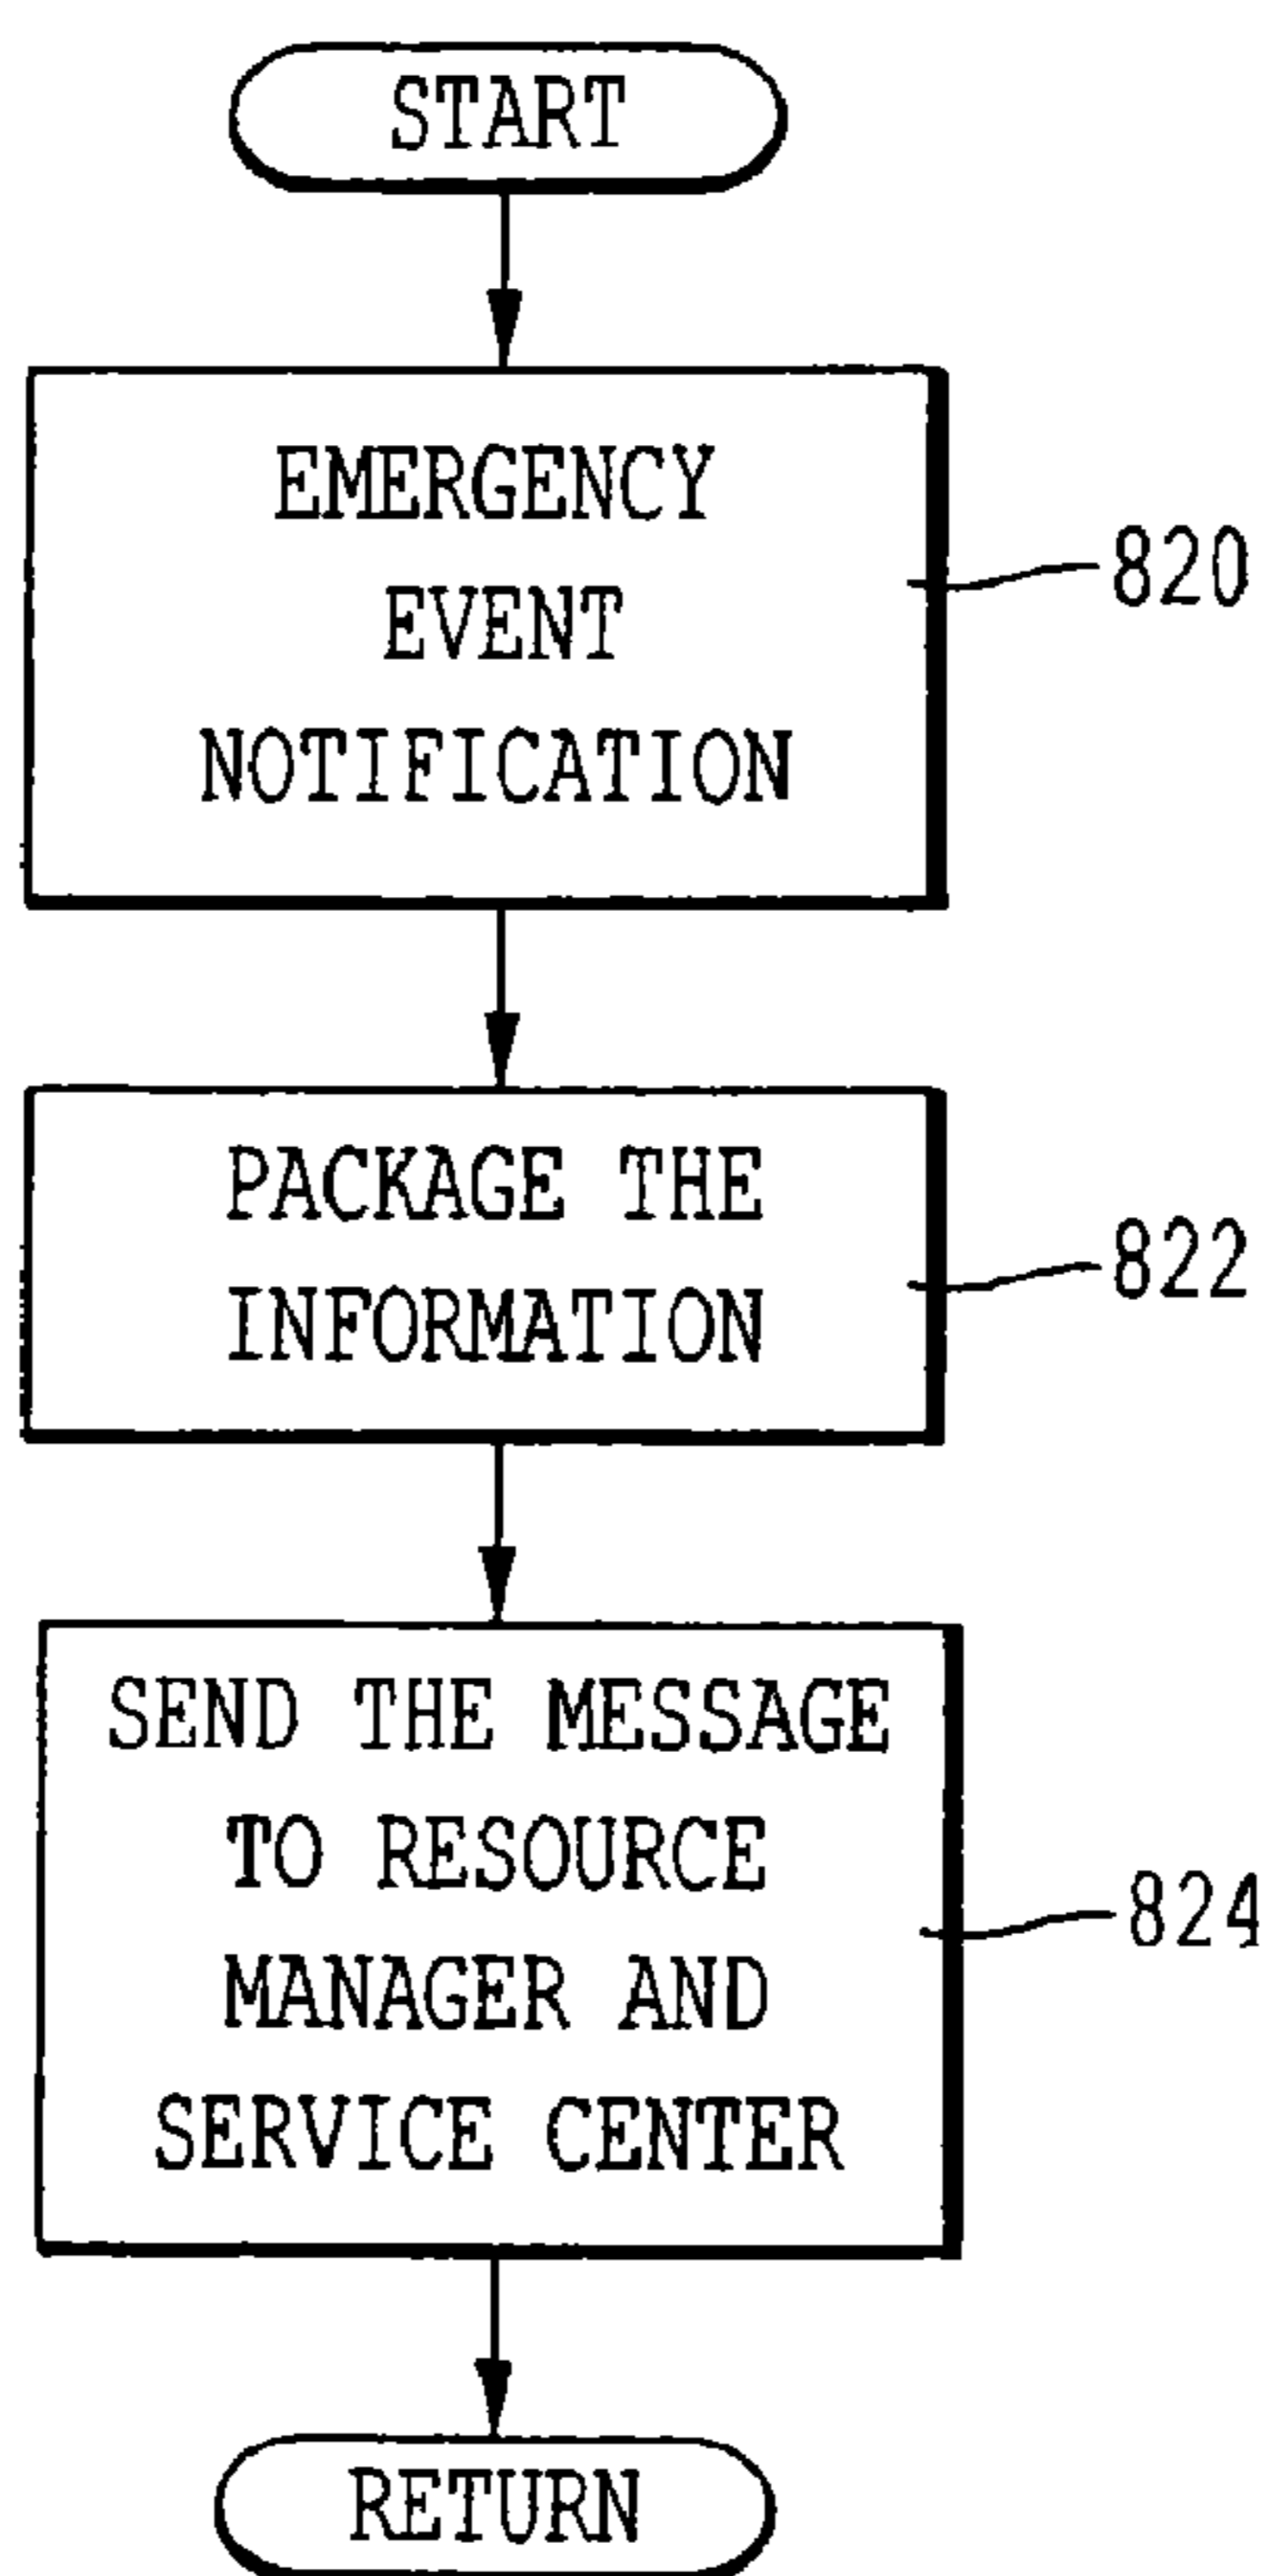 START
EMERGENCY
EVENT
NOTIFICATION
820
PACKAGE THE
INFORMATION
822
SEND THE MESSAGE
TO RESOURCE
MANAGER AND
SERVICE CENTER
824
RETURN